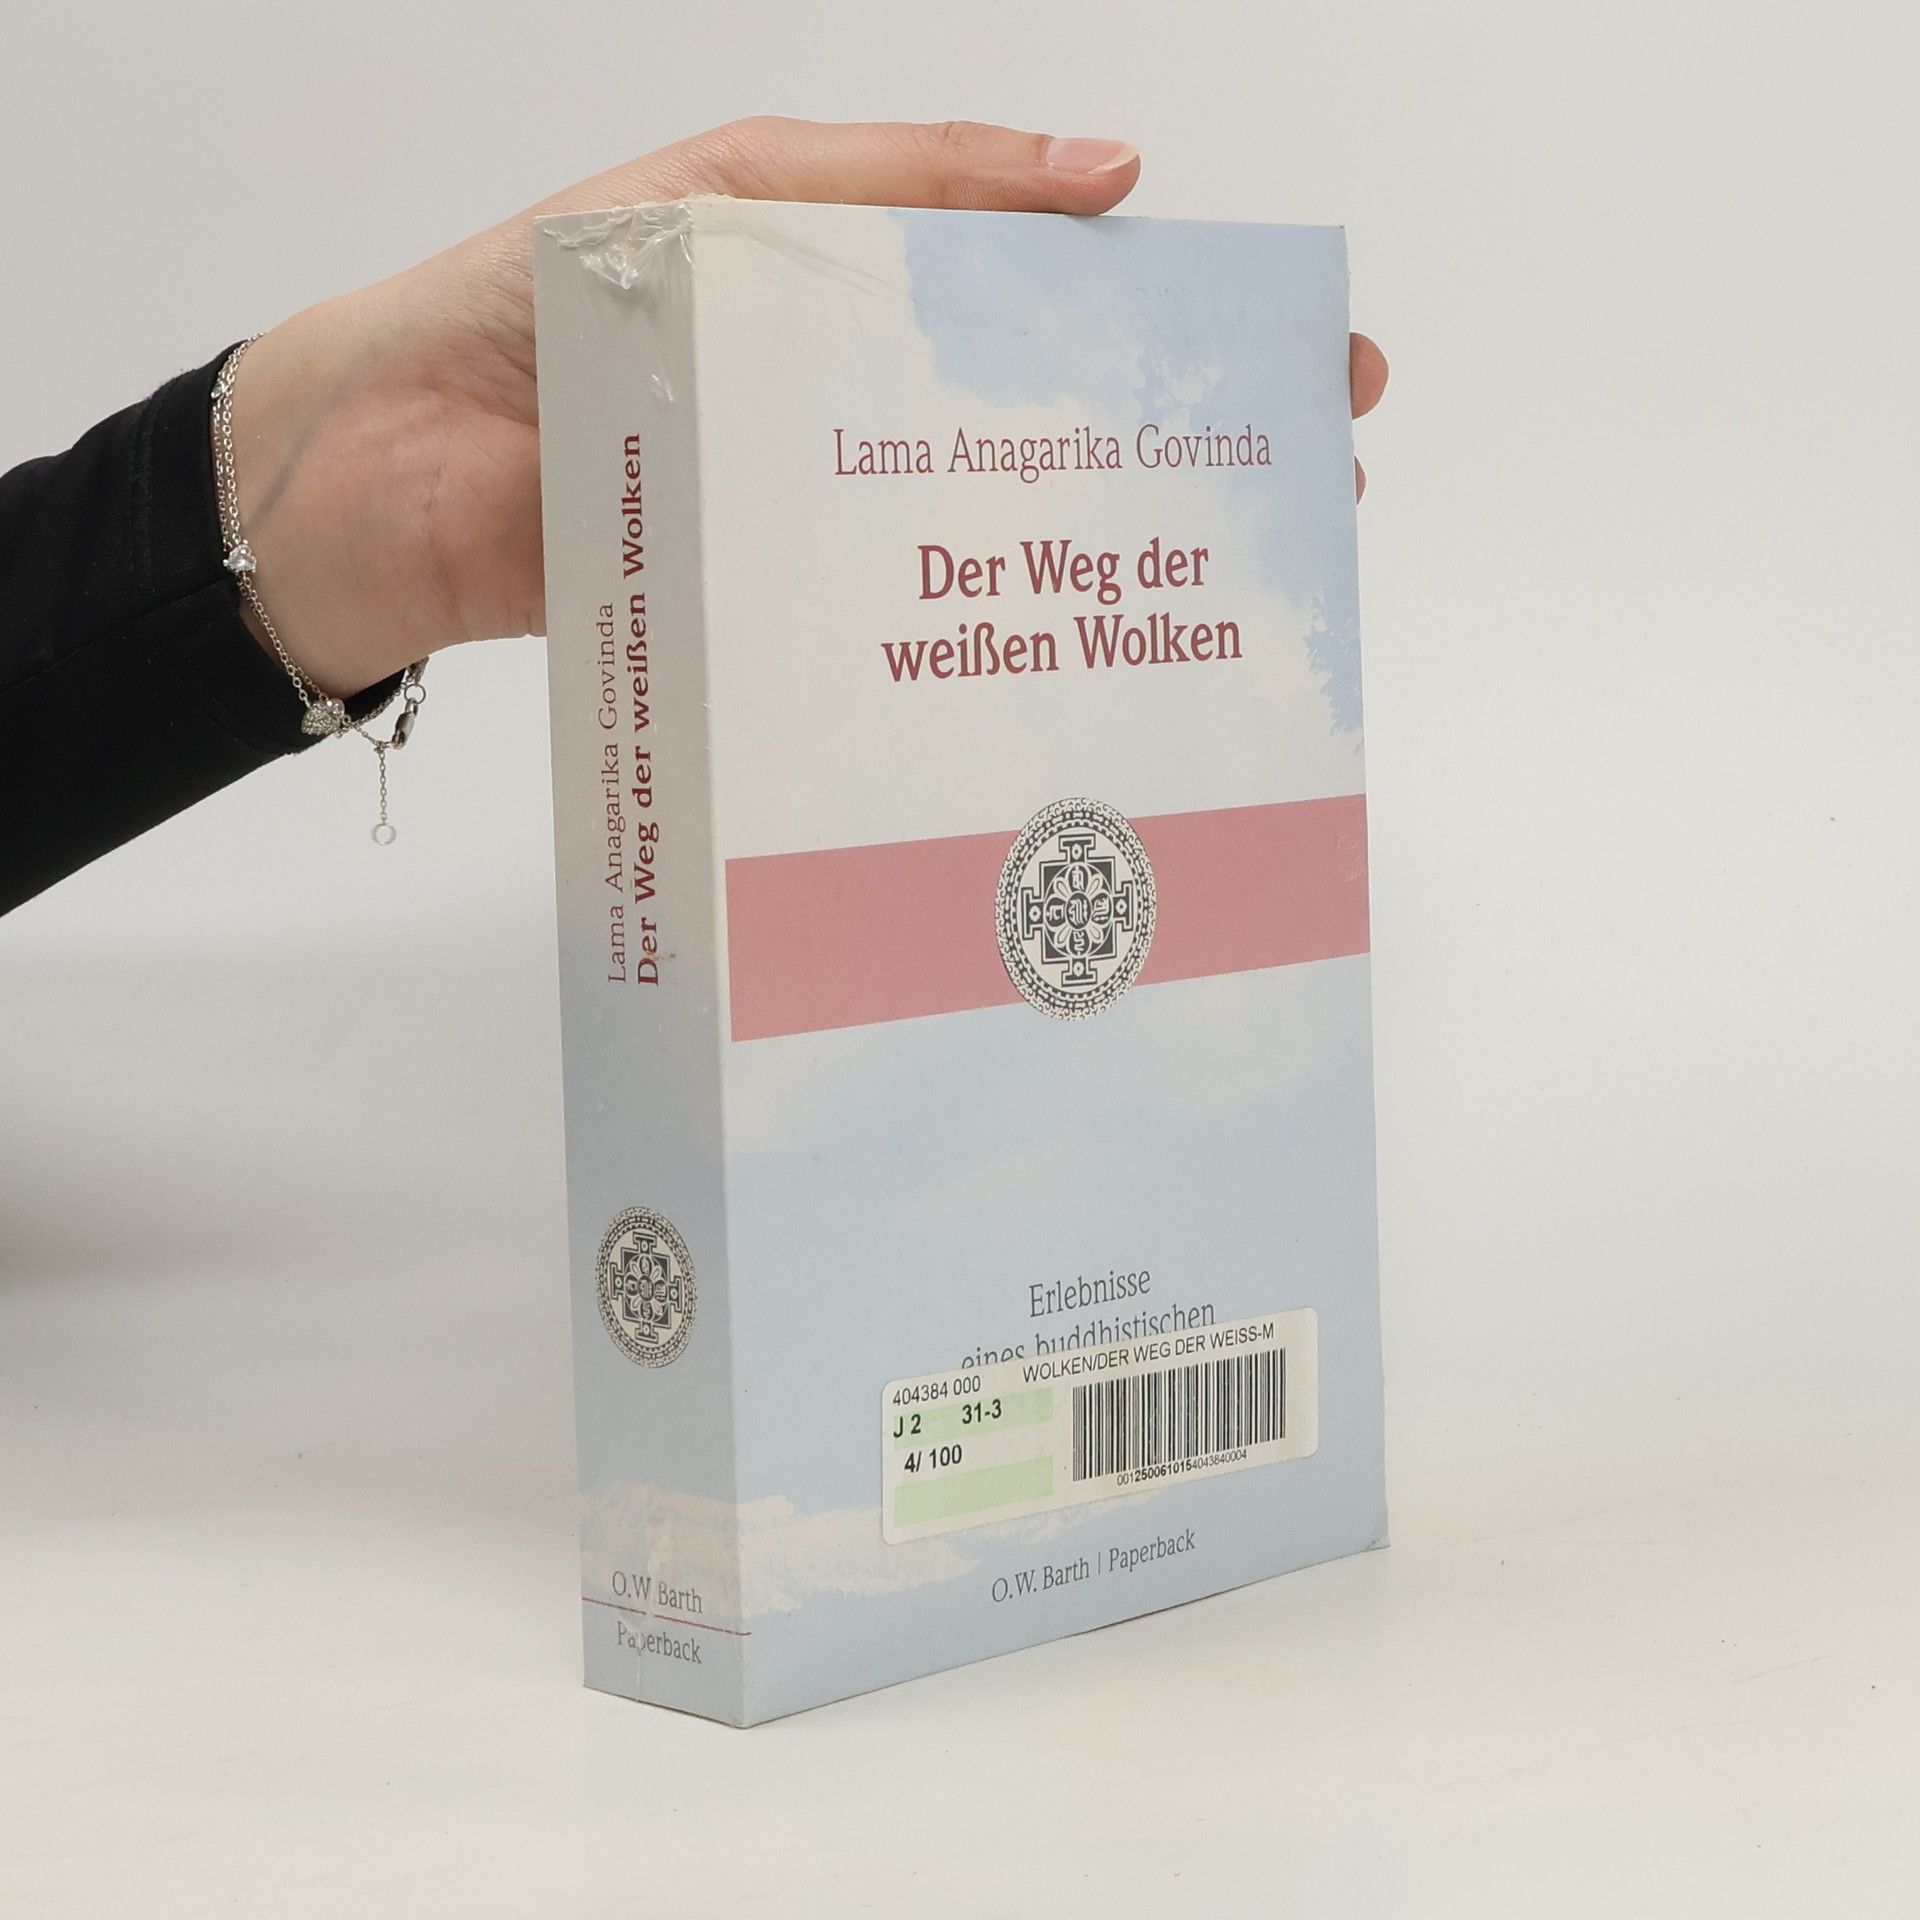 Lama Anagarika Govinda
Der Weg der
weißen Wolken
Erlebnisse
eines buddhistischen
404384 000 WOLKEN/DER WEG DER WEISS-M
J 2 31-3
4/ 100
0012500610154043840004
O.W. Barth | Paperback
Lama Anagarika Govinda
Der Weg der weißen Wolken
O.W. Barth
Paperback